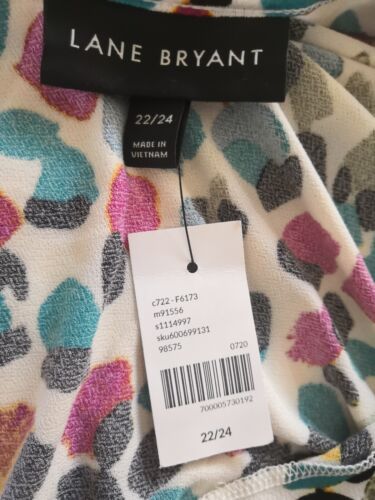 LANE BRYANT
22/24
MADE IN
VIETNAM
c722 - F6173
m91556
s1114997
sku600699131
98575 0720
700005730192
22/24